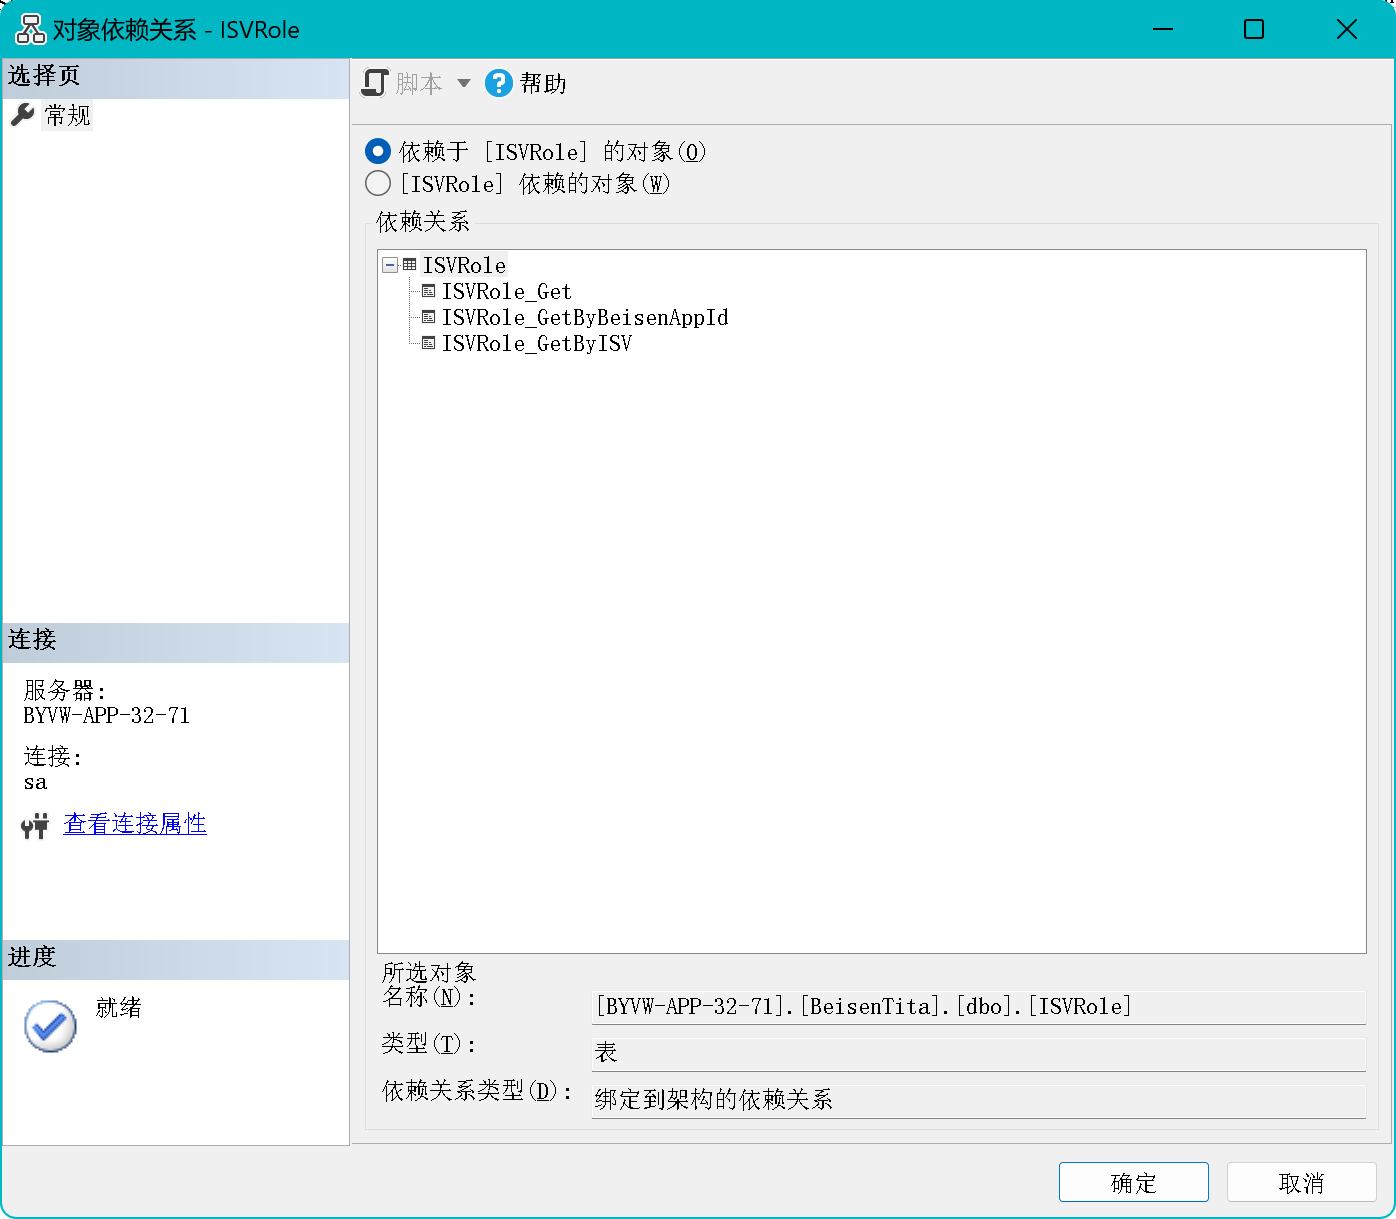 对象依赖关系 - ISVRole
选择页
常规
脚本
帮助
依赖于 [ISVRole] 的对象(O)
[ISVRole] 依赖的对象(W)
依赖关系
ISVRole
ISVRole_Get
ISVRole_GetByBeisenAppId
ISVRole_GetByISV
连接
服务器:
BYVW-APP-32-71
连接:
sa
查看连接属性
进度
就绪
所选对象
名称(N):
[BYVW-APP-32-71].[BeisenTita].[dbo].[ISVRole]
类型(T):
表
依赖关系类型(D):
绑定到架构的依赖关系
确定
取消